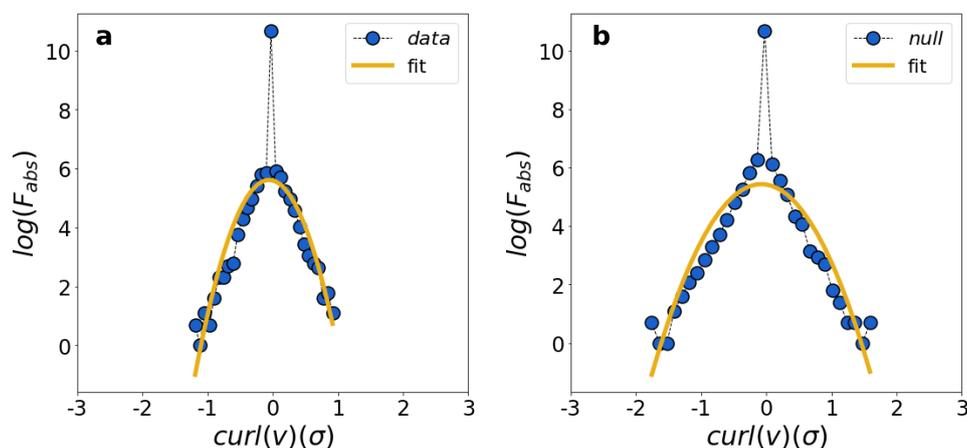 a
data
fit
10
8
6
4
2
0
log(F_abs)
-3 -2 -1 0 1 2 3
curl(v)(σ)
b
null
fit
10
8
6
4
2
0
log(F_abs)
-3 -2 -1 0 1 2 3
curl(v)(σ)